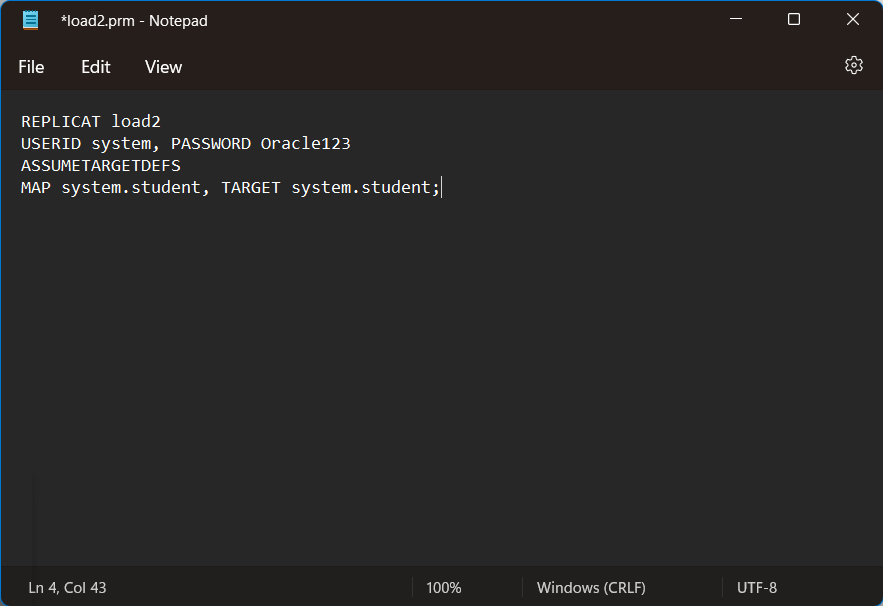 *load2.prm - Notepad
File Edit View
REPLICAT load2
USERID system, PASSWORD Oracle123
ASSUMETARGETDEFS
MAP system.student, TARGET system.student;
Ln 4, Col 43 100% Windows (CRLF) UTF-8